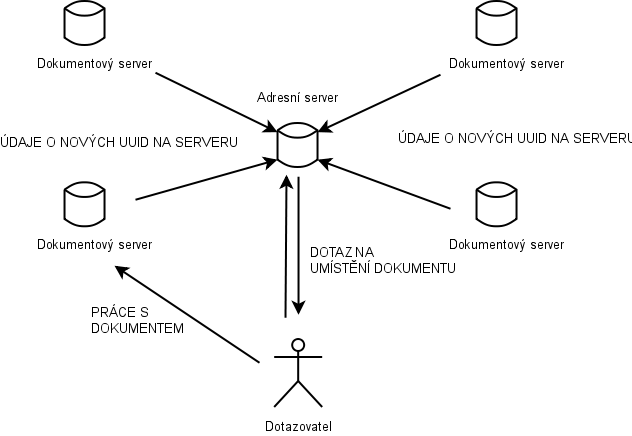 Dokumentový server
Dokumentový server
Adresní server
ÚDAJE O NOVÝCH UUID NA SERVERU
ÚDAJE O NOVÝCH UUID NA SERVERU
Dokumentový server
Dokumentový server
DOTAZ NA
UMÍSTĚNÍ DOKUMENTU
PRÁCE S
DOKUMENTEM
Dotazovatel